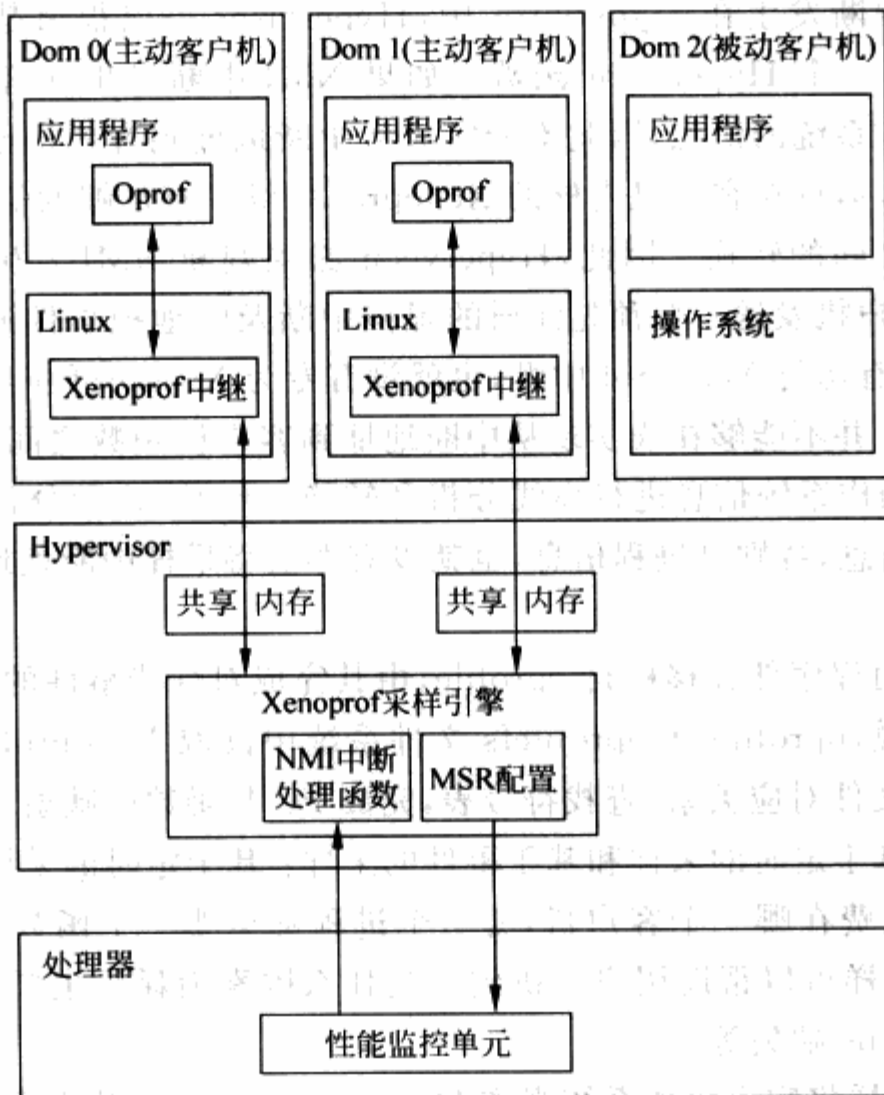 Dom 0(主动客户机)
Dom 1(主动客户机)
Dom 2(被动客户机)
应用程序
应用程序
应用程序
Oprof
Oprof
Linux
Linux
操作系统
Xenoprof中继
Xenoprof中继
Hypervisor
共享 内存
共享 内存
Xenoprof采样引擎
NMI中断
处理函数
MSR配置
处理器
性能监控单元